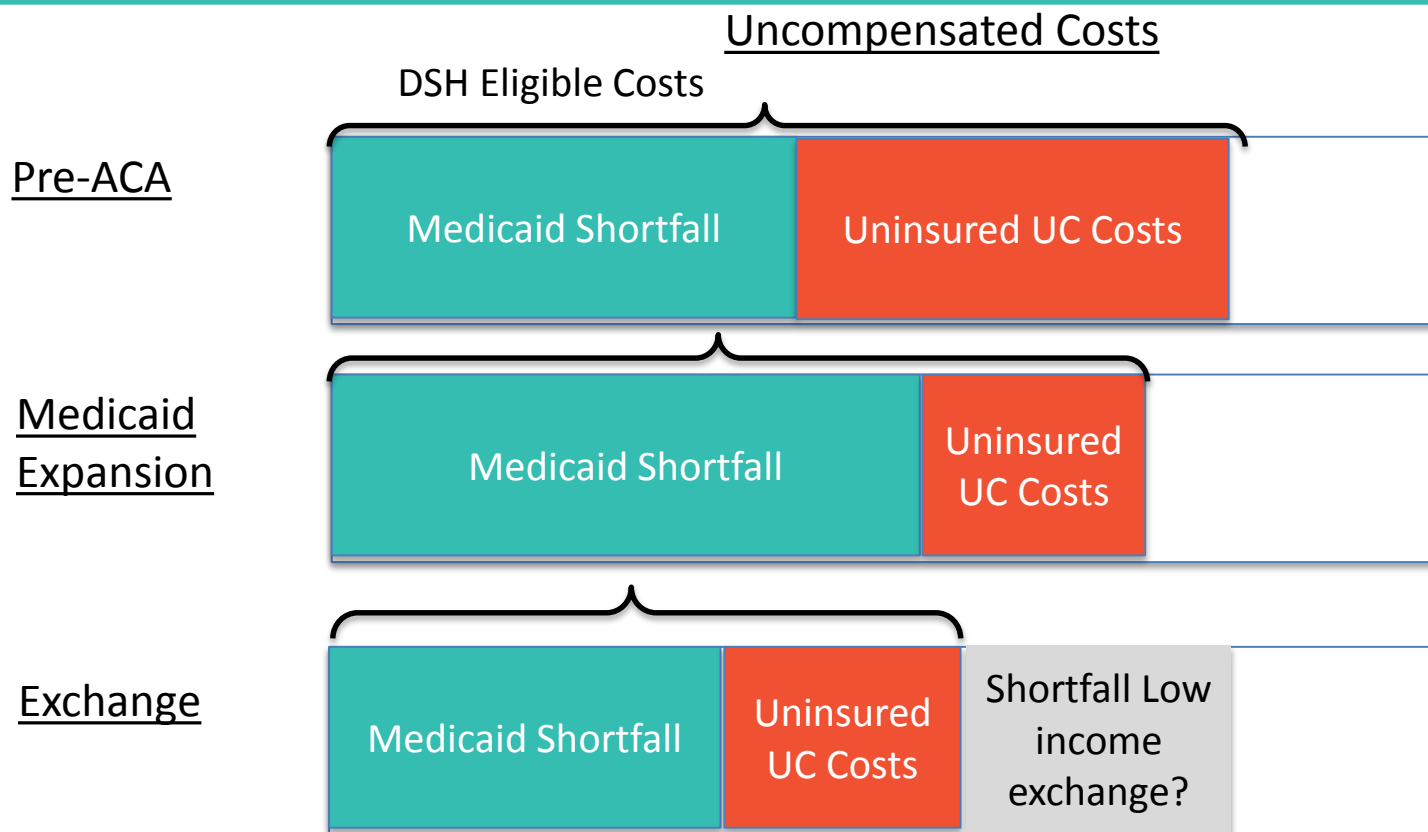 Uncompensated Costs
DSH Eligible Costs
Pre-ACA
Medicaid Shortfall
Uninsured UC Costs
Medicaid
Expansion
Medicaid Shortfall
Uninsured
UC Costs
Exchange
Medicaid Shortfall
Uninsured
UC Costs
Shortfall Low
income
exchange?